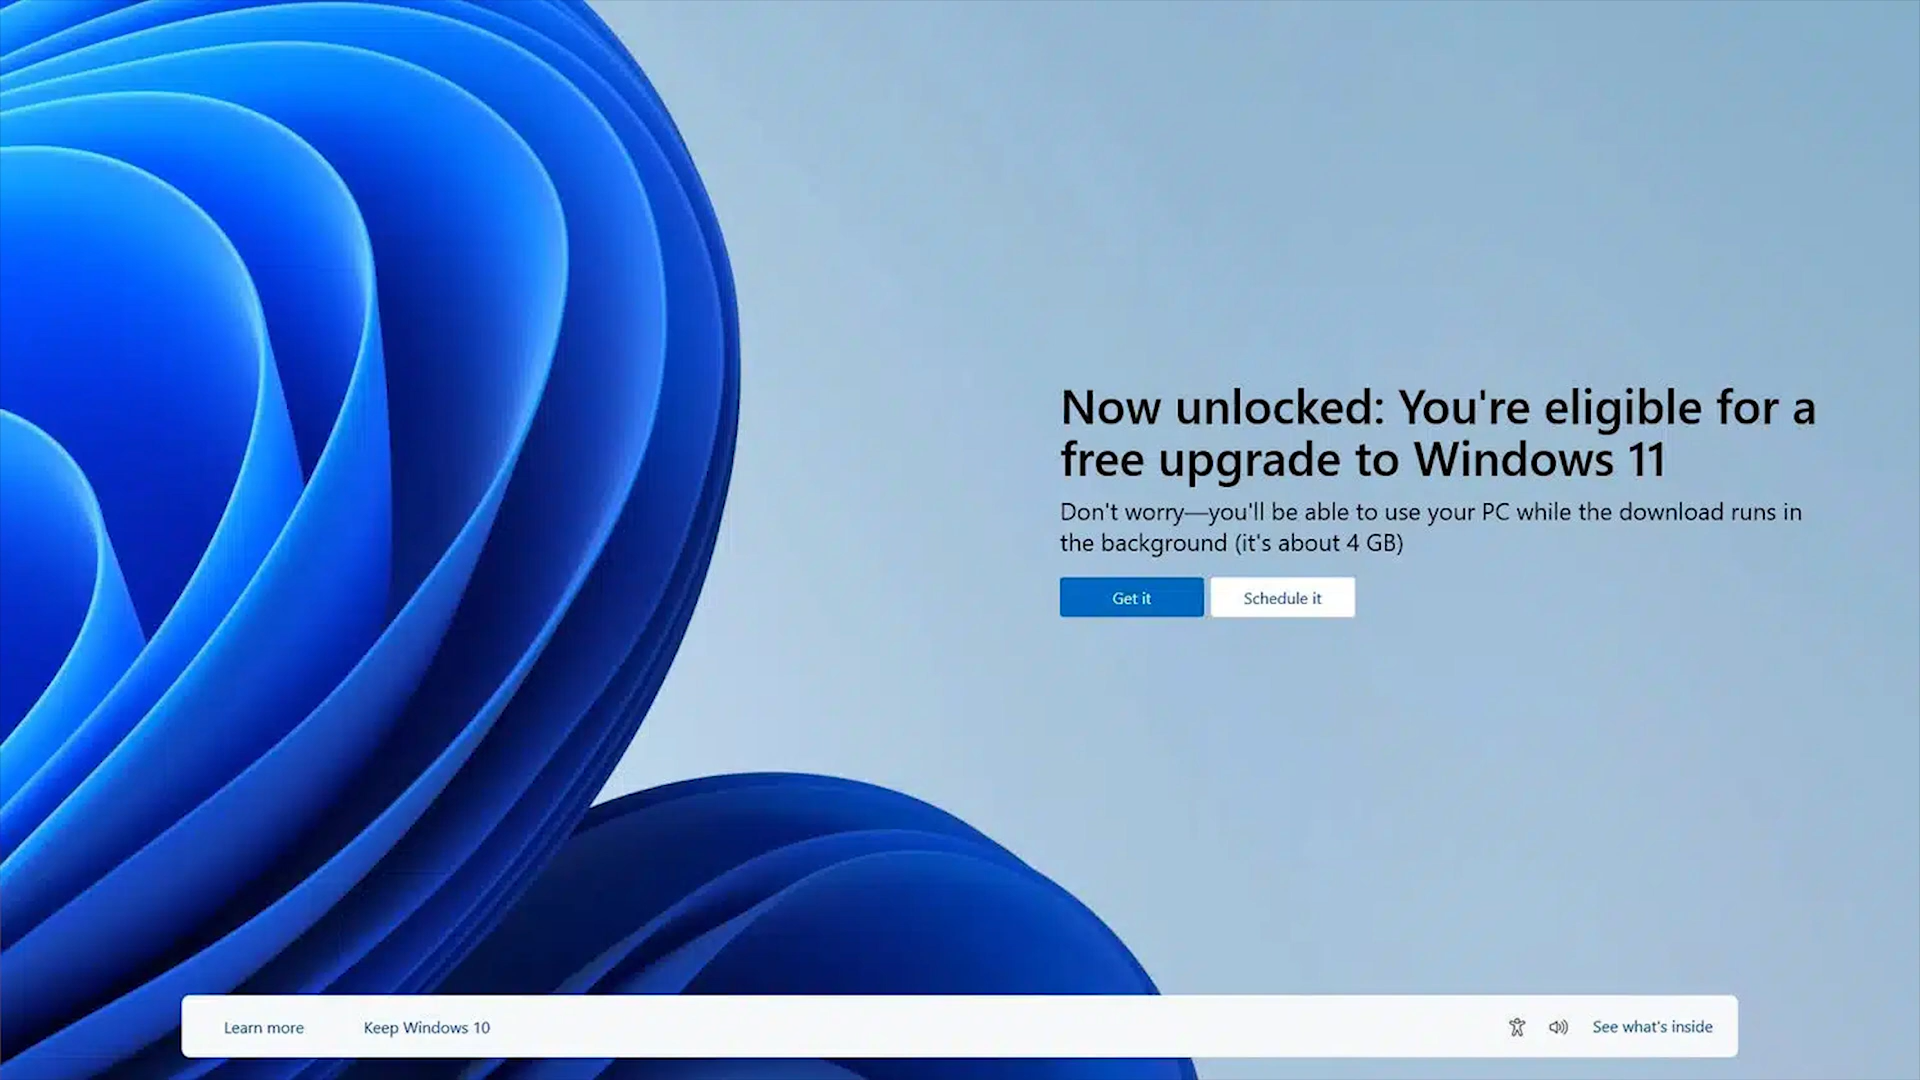 Now unlocked: You're eligible for a
free upgrade to Windows 11
Don't worry—you'll be able to use your PC while the download runs in
the background (it's about 4 GB)
Get it Schedule it
Learn more Keep Windows 10 See what's inside